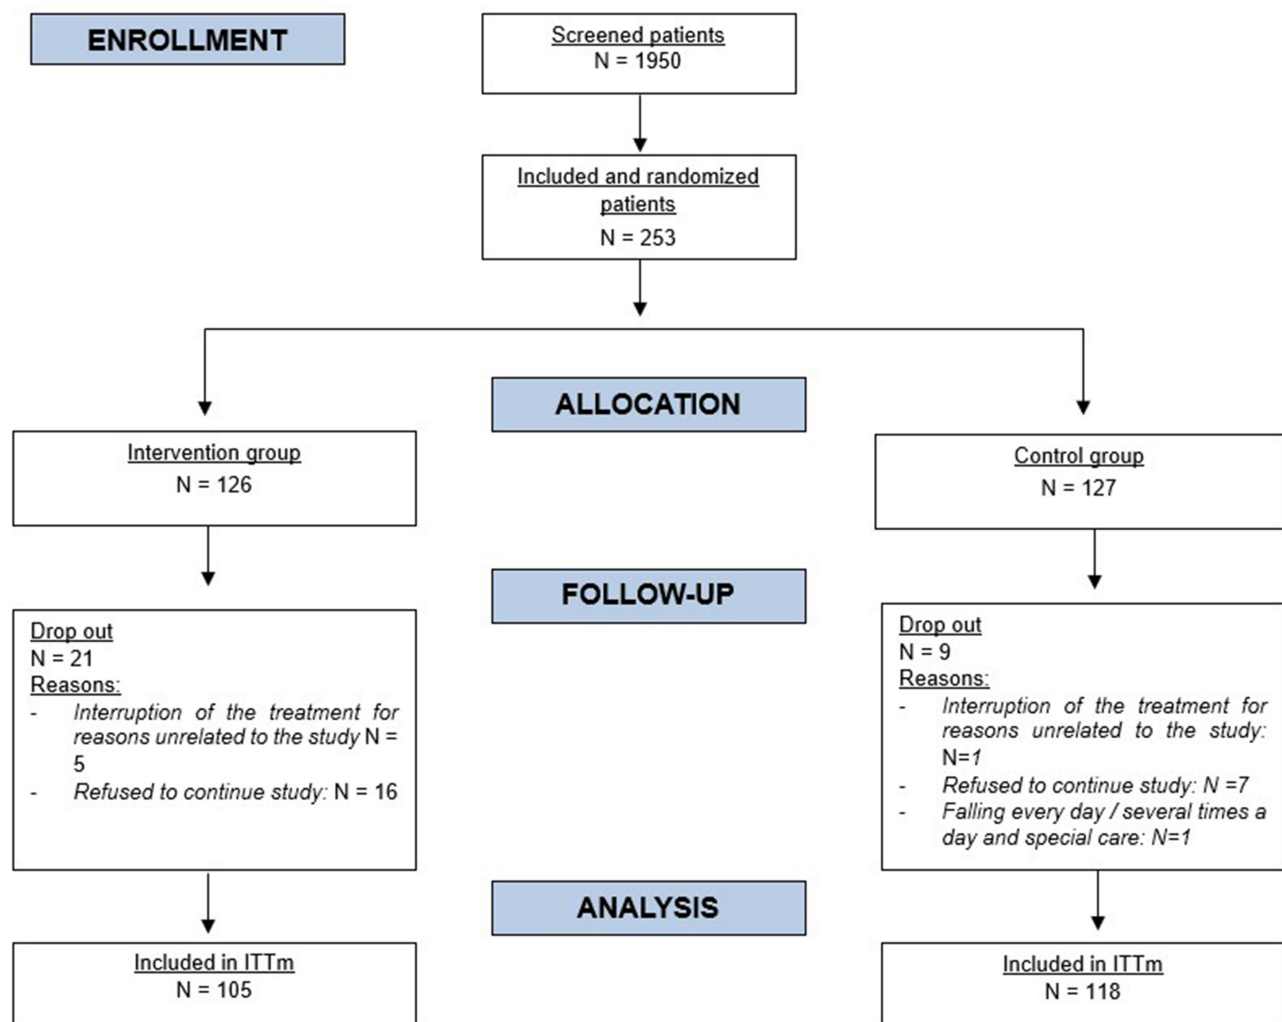 ENROLLMENT
Screened patients
N = 1950
Included and randomized
patients
N = 253
ALLOCATION
Intervention group
N = 126
Control group
N = 127
FOLLOW-UP
Drop out
N = 21
Reasons:
- Interruption of the treatment for
reasons unrelated to the study N =
5
- Refused to continue study: N = 16
Drop out
N = 9
Reasons:
- Interruption of the treatment for
reasons unrelated to the study:
N=1
- Refused to continue study: N =7
- Falling every day / several times a
day and special care: N=1
ANALYSIS
Included in ITTm
N = 105
Included in ITTm
N = 118